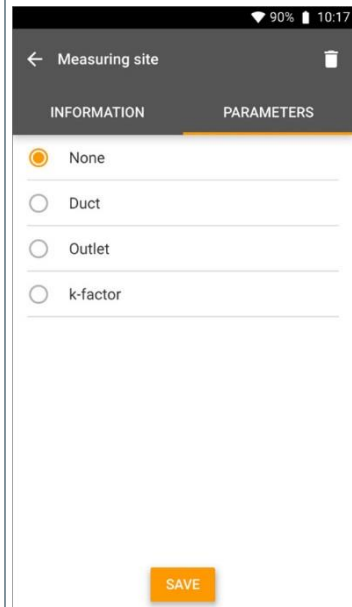 90% 10:17
Measuring site
INFORMATION PARAMETERS
None
Duct
Outlet
k-factor
SAVE